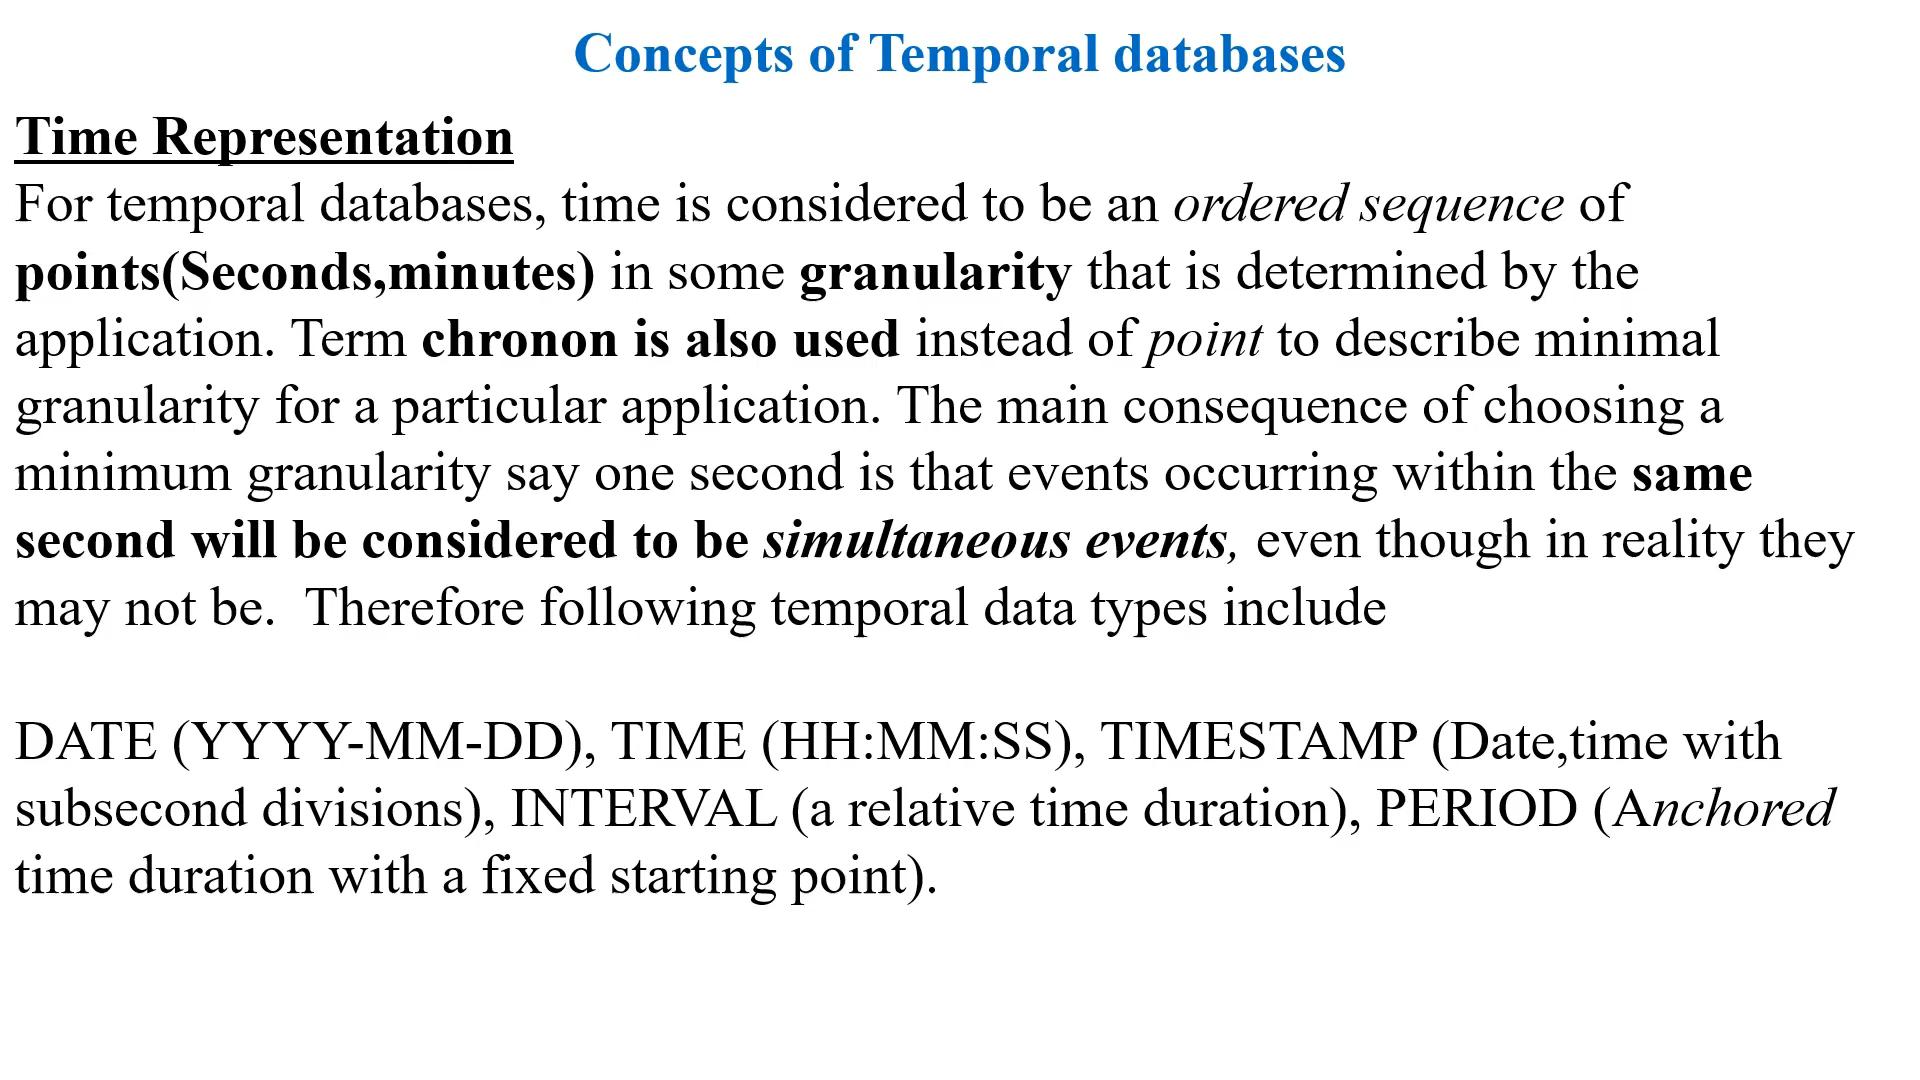 Concepts of Temporal databases
Time Representation
For temporal databases, time is considered to be an ordered sequence of
points(Seconds,minutes) in some granularity that is determined by the
application. Term chronon is also used instead of point to describe minimal
granularity for a particular application. The main consequence of choosing a
minimum granularity say one second is that events occurring within the same
second will be considered to be simultaneous events, even though in reality they
may not be.  Therefore following temporal data types include
DATE (YYYY-MM-DD), TIME (HH:MM:SS), TIMESTAMP (Date,time with
subsecond divisions), INTERVAL (a relative time duration), PERIOD (Anchored
time duration with a fixed starting point).